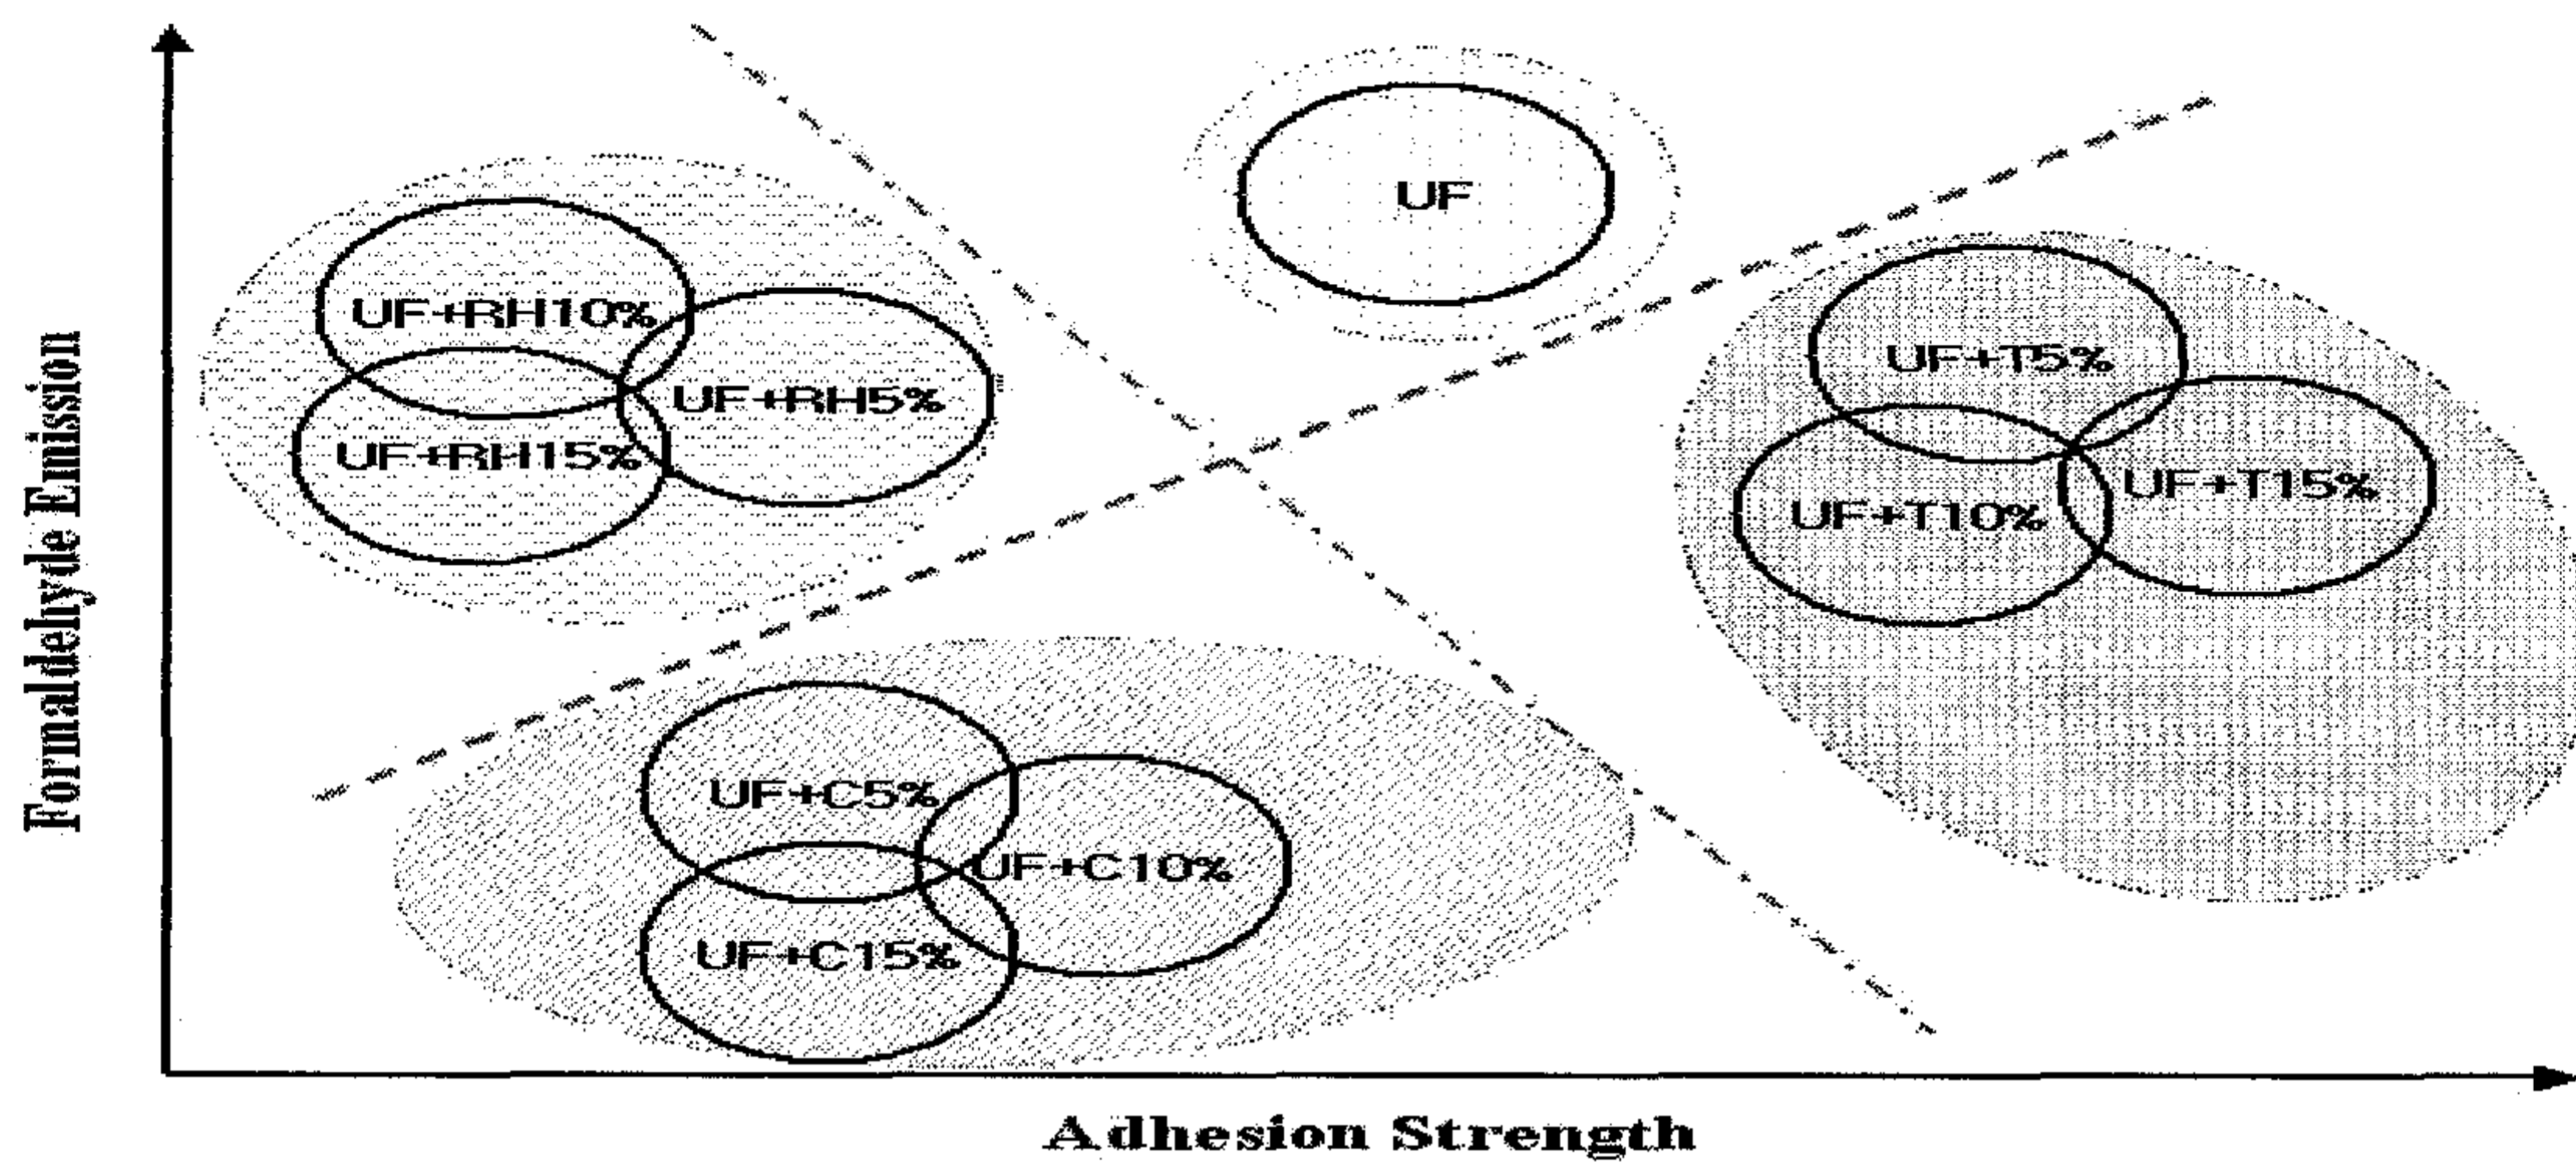 Formaldehyde Emission
UF
UF+RH10%
UF+RH5%
UF+RH15%
UF+T5%
UF+T15%
UF+T10%
UF+C5%
UF+C10%
UF+C15%
Adhesion Strength